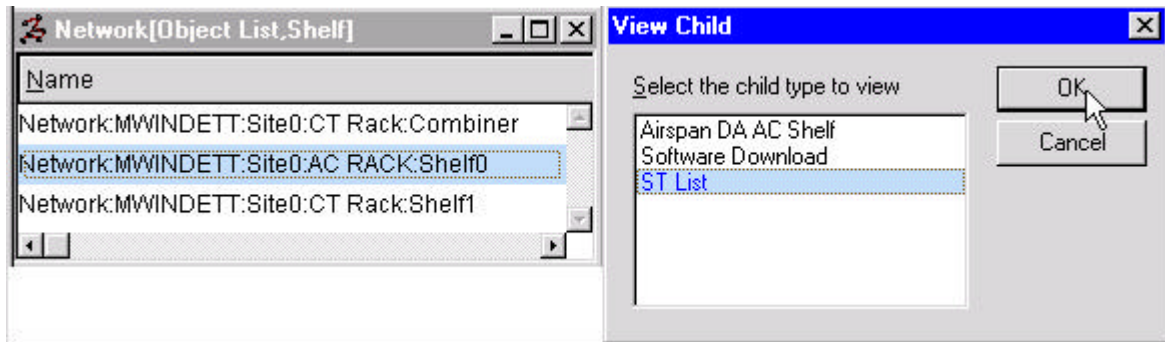 Network[Object List,Shelf]
Name
Network:MWINDETT:Site0:CT Rack:Combiner
Network:MWINDETT:Site0:AC RACK:Shelf0
Network:MWINDETT:Site0:CT Rack:Shelf1
View Child
Select the child type to view
Airspan DA AC Shelf
Software Download
ST List
OK
Cancel